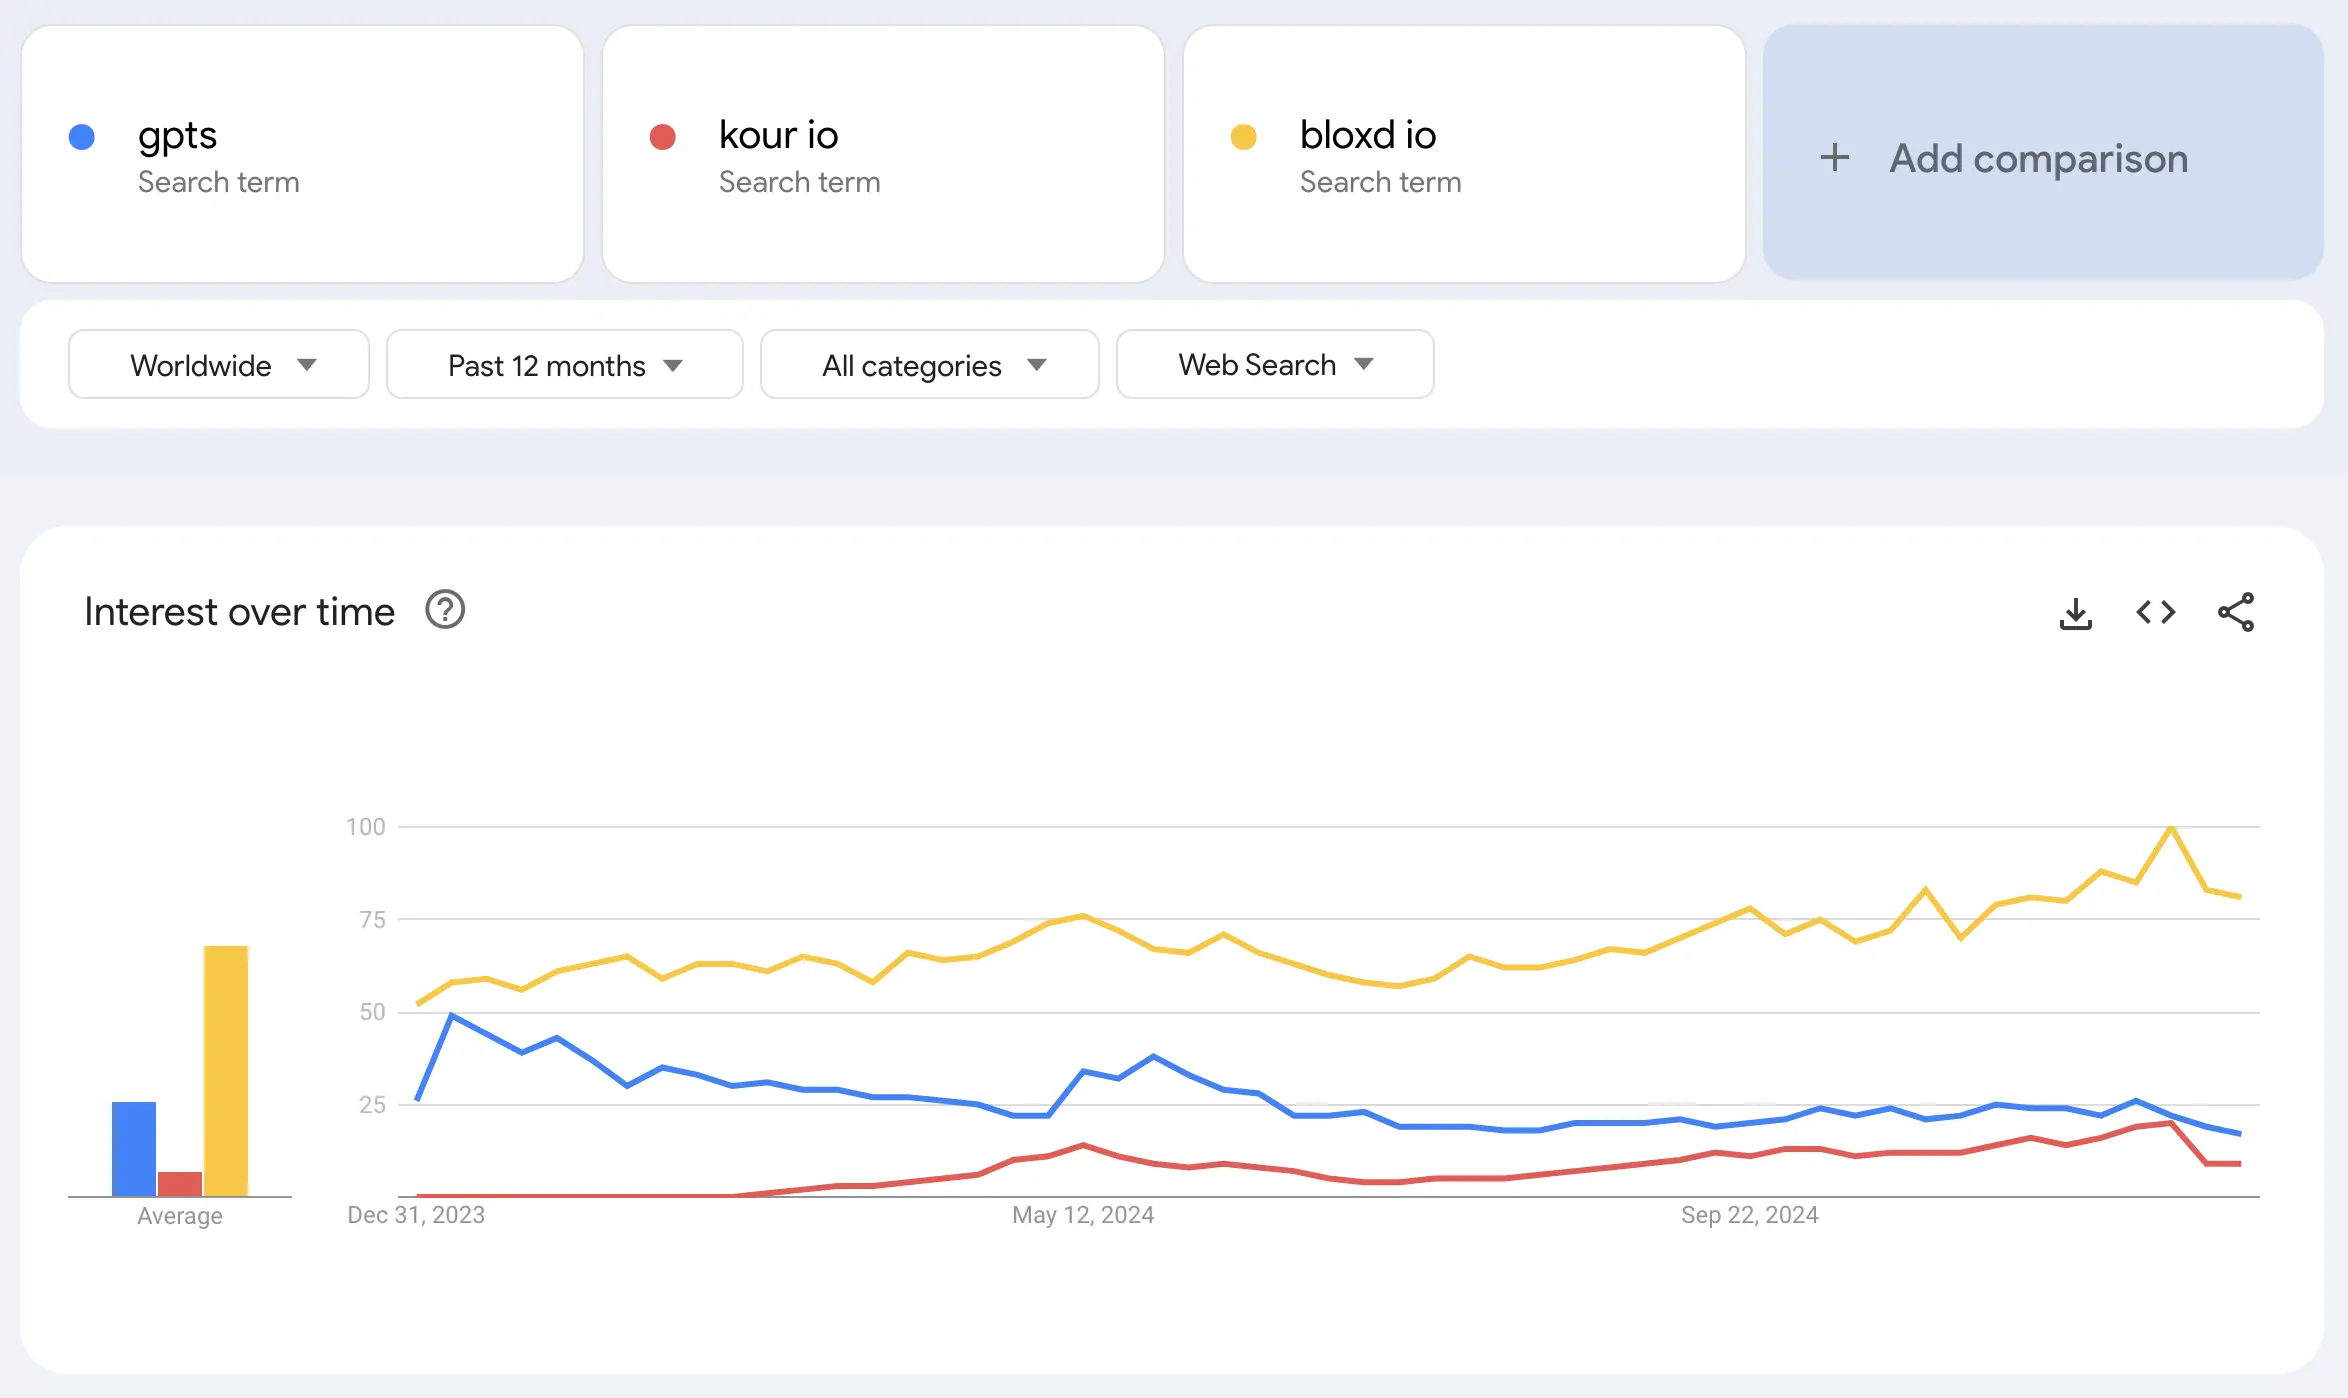 gpts
Search term
kour io
Search term
bloxd io
Search term
+ Add comparison
Worldwide
Past 12 months
All categories
Web Search
Interest over time
100
75
50
25
Average
Dec 31, 2023
May 12, 2024
Sep 22, 2024